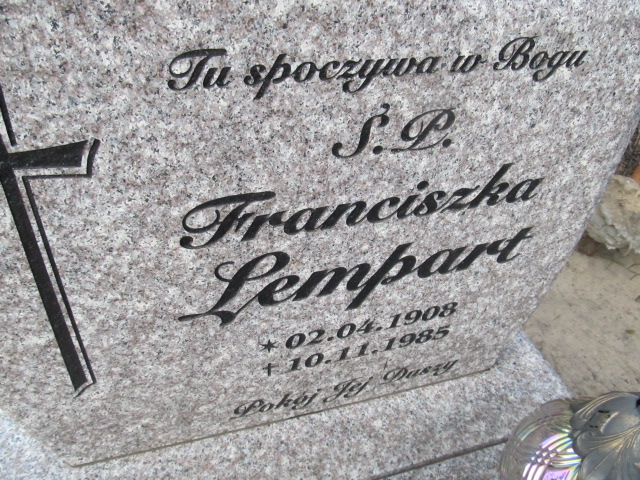 Tu spoczywa w Bogu
Ś.P.
Franciszka
Lempart
* 02.04.1908
† 10.11.1985
Pokój Jej Duszy